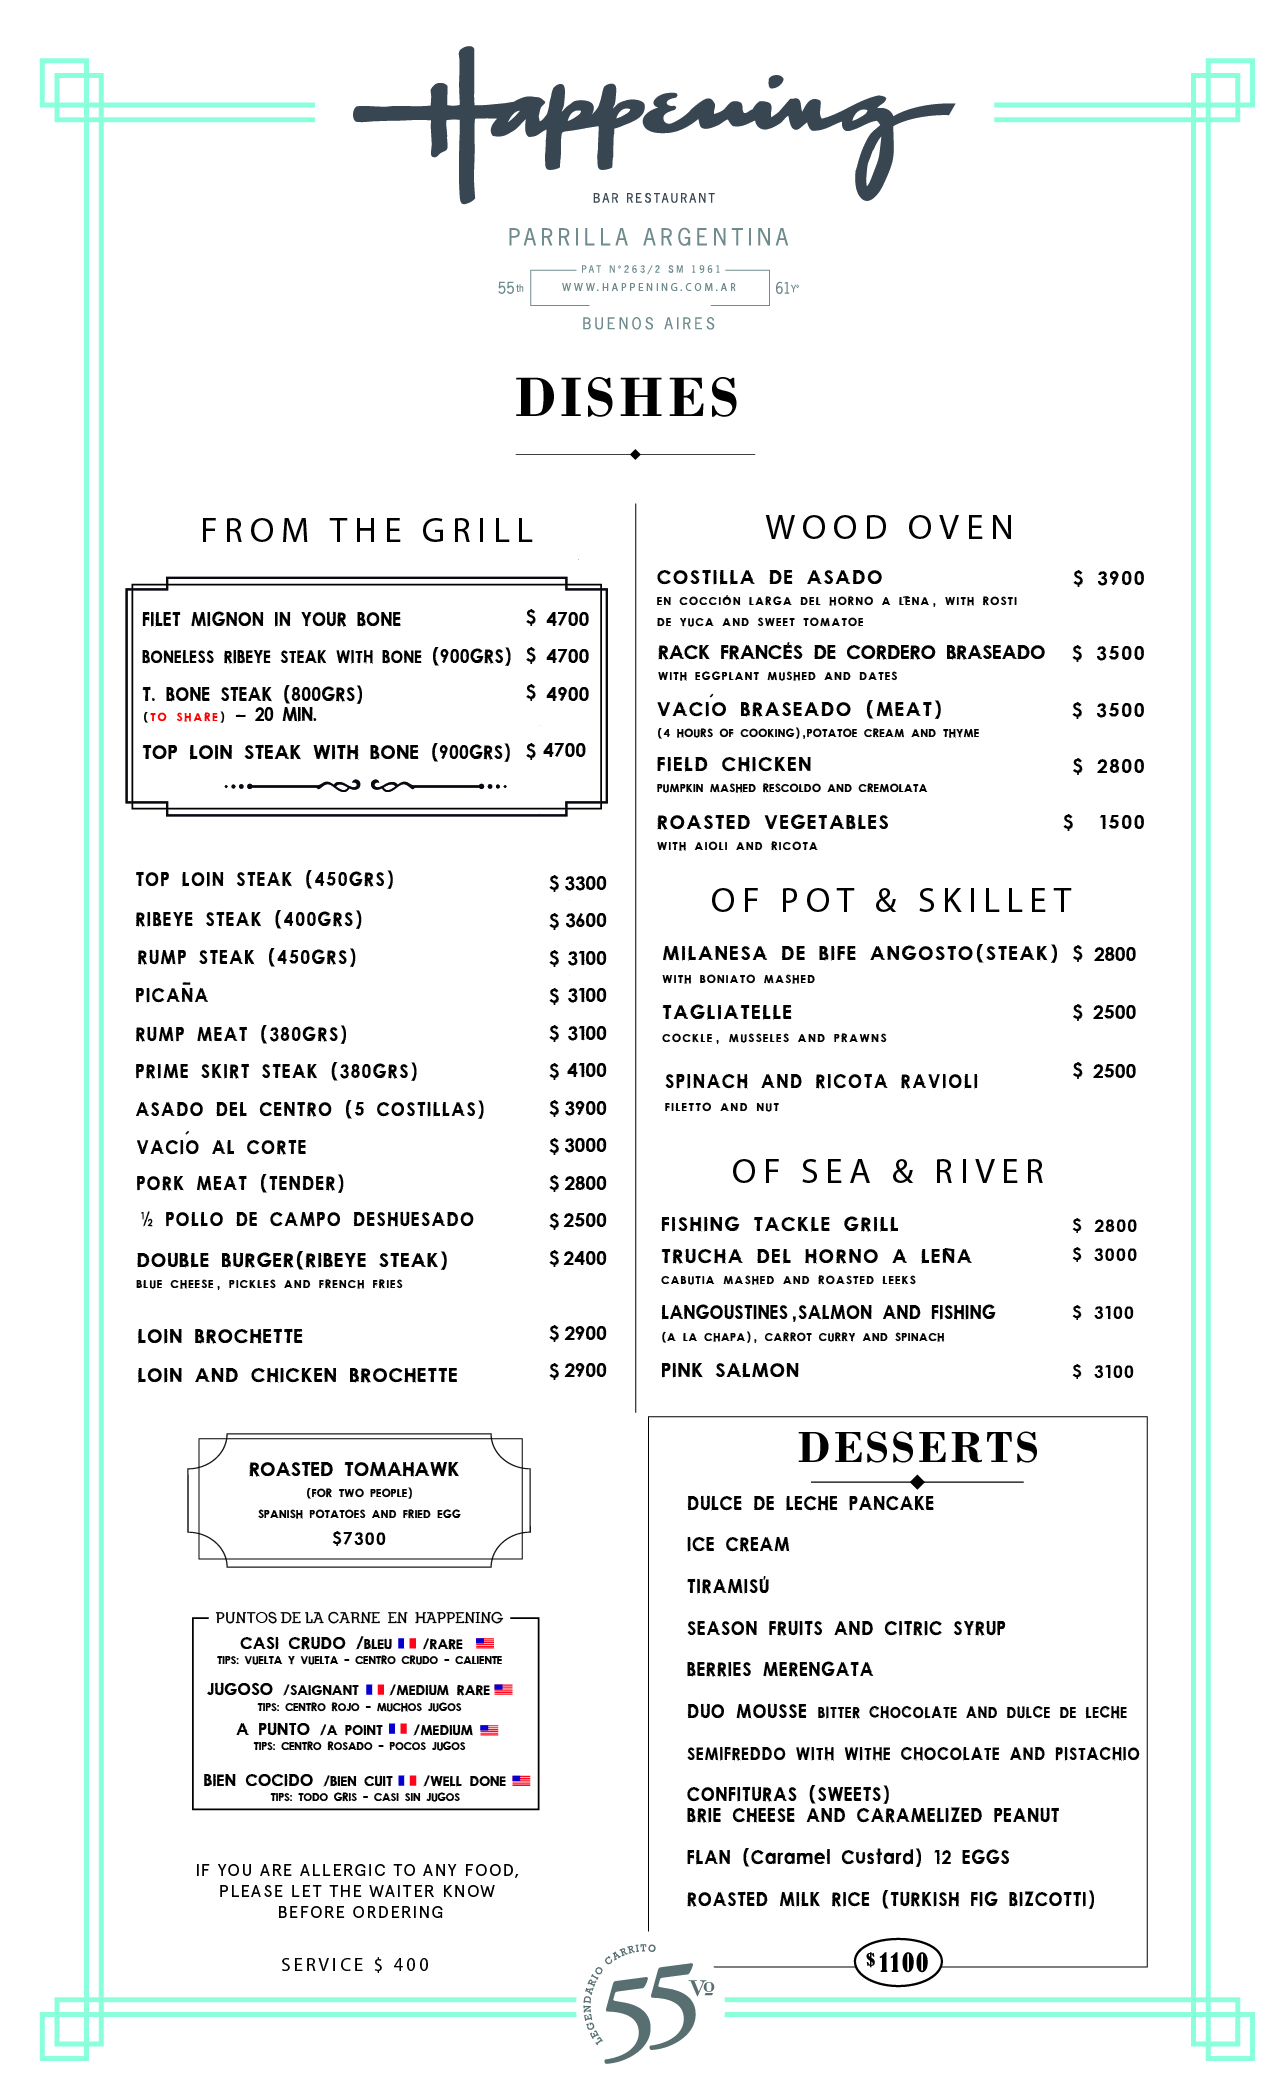 Happening
BAR RESTAURANT
PARRILLA ARGENTINA
PAT N°263/2 SM 1961
55th WWW.HAPPENING.COM.AR 61Yº
BUENOS AIRES
DISHES
FROM THE GRILL
FILET MIGNON IN YOUR BONE $ 4700
BONELESS RIBEYE STEAK WITH BONE (900GRS) $ 4700
T. BONE STEAK (800GRS) $ 4900
(TO SHARE) – 20 MIN.
TOP LOIN STEAK WITH BONE (900GRS) $ 4700
TOP LOIN STEAK (450GRS) $ 3300
RIBEYE STEAK (400GRS) $ 3600
RUMP STEAK (450GRS) $ 3100
PICAÑA $ 3100
RUMP MEAT (380GRS) $ 3100
PRIME SKIRT STEAK (380GRS) $ 4100
ASADO DEL CENTRO (5 COSTILLAS) $ 3900
VACÍO AL CORTE $ 3000
PORK MEAT (TENDER) $ 2800
½ POLLO DE CAMPO DESHUESADO $ 2500
DOUBLE BURGER(RIBEYE STEAK) $ 2400
BLUE CHEESE, PICKLES AND FRENCH FRIES
LOIN BROCHETTE $ 2900
LOIN AND CHICKEN BROCHETTE $ 2900
ROASTED TOMAHAWK
(FOR TWO PEOPLE)
SPANISH POTATOES AND FRIED EGG
$7300
PUNTOS DE LA CARNE EN HAPPENING
CASI CRUDO /BLEU /RARE
TIPS: VUELTA Y VUELTA – CENTRO CRUDO – CALIENTE
JUGOSO /SAIGNANT /MEDIUM RARE
TIPS: CENTRO ROJO – MUCHOS JUGOS
A PUNTO /A POINT /MEDIUM
TIPS: CENTRO ROSADO – POCOS JUGOS
BIEN COCIDO /BIEN CUIT /WELL DONE
TIPS: TODO GRIS – CASI SIN JUGOS
IF YOU ARE ALLERGIC TO ANY FOOD,
PLEASE LET THE WAITER KNOW
BEFORE ORDERING
SERVICE $ 400
WOOD OVEN
COSTILLA DE ASADO $ 3900
EN COCCIÓN LARGA DEL HORNO A LEÑA, WITH ROSTI
DE YUCA AND SWEET TOMATOE
RACK FRANCÉS DE CORDERO BRASEADO $ 3500
WITH EGGPLANT MUSHED AND DATES
VACÍO BRASEADO (MEAT) $ 3500
(4 HOURS OF COOKING),POTATOE CREAM AND THYME
FIELD CHICKEN $ 2800
PUMPKIN MASHED RESCOLDO AND CREMOLATA
ROASTED VEGETABLES $ 1500
WITH AIOLI AND RICOTA
OF POT & SKILLET
MILANESA DE BIFE ANGOSTO(STEAK) $ 2800
WITH BONIATO MASHED
TAGLIATELLE $ 2500
COCKLE, MUSSELES AND PRAWNS
SPINACH AND RICOTA RAVIOLI $ 2500
FILETTO AND NUT
OF SEA & RIVER
FISHING TACKLE GRILL $ 2800
TRUCHA DEL HORNO A LEÑA $ 3000
CABUTIA MASHED AND ROASTED LEEKS
LANGOUSTINES,SALMON AND FISHING $ 3100
(A LA CHAPA), CARROT CURRY AND SPINACH
PINK SALMON $ 3100
DESSERTS
DULCE DE LECHE PANCAKE
ICE CREAM
TIRAMISÚ
SEASON FRUITS AND CITRIC SYRUP
BERRIES MERENGATA
DUO MOUSSE BITTER CHOCOLATE AND DULCE DE LECHE
SEMIFREDDO WITH WITHE CHOCOLATE AND PISTACHIO
CONFITURAS (SWEETS)
BRIE CHEESE AND CARAMELIZED PEANUT
FLAN (Caramel Custard) 12 EGGS
ROASTED MILK RICE (TURKISH FIG BIZCOTTI)
$1100
LEGENDARIO CARRITO
55Vº